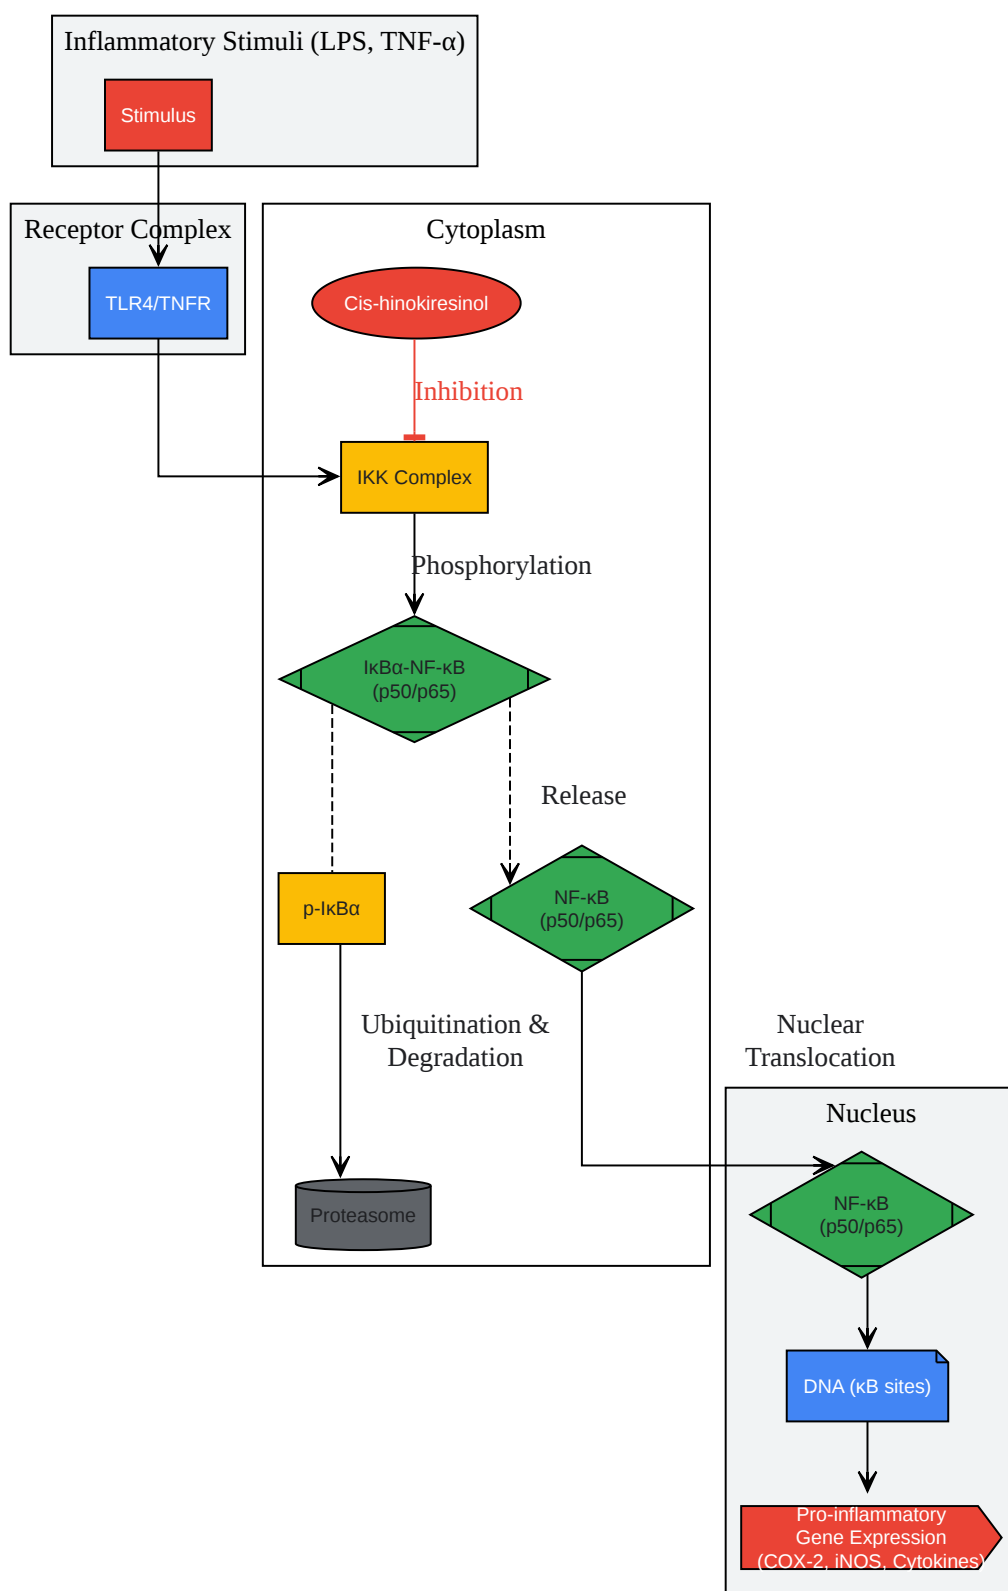 Inflammatory Stimuli (LPS, TNF-α)
Stimulus
Receptor Complex
TLR4/TNFR
Cytoplasm
Cis-hinokiresinol
Inhibition
IKK Complex
Phosphorylation
IκBα-NF-κB
(p50/p65)
Release
p-IκBα
NF-κB
(p50/p65)
Ubiquitination &
Degradation
Nuclear
Translocation
Proteasome
Nucleus
NF-κB
(p50/p65)
DNA (κB sites)
Pro-inflammatory
Gene Expression
(COX-2, iNOS, Cytokines)